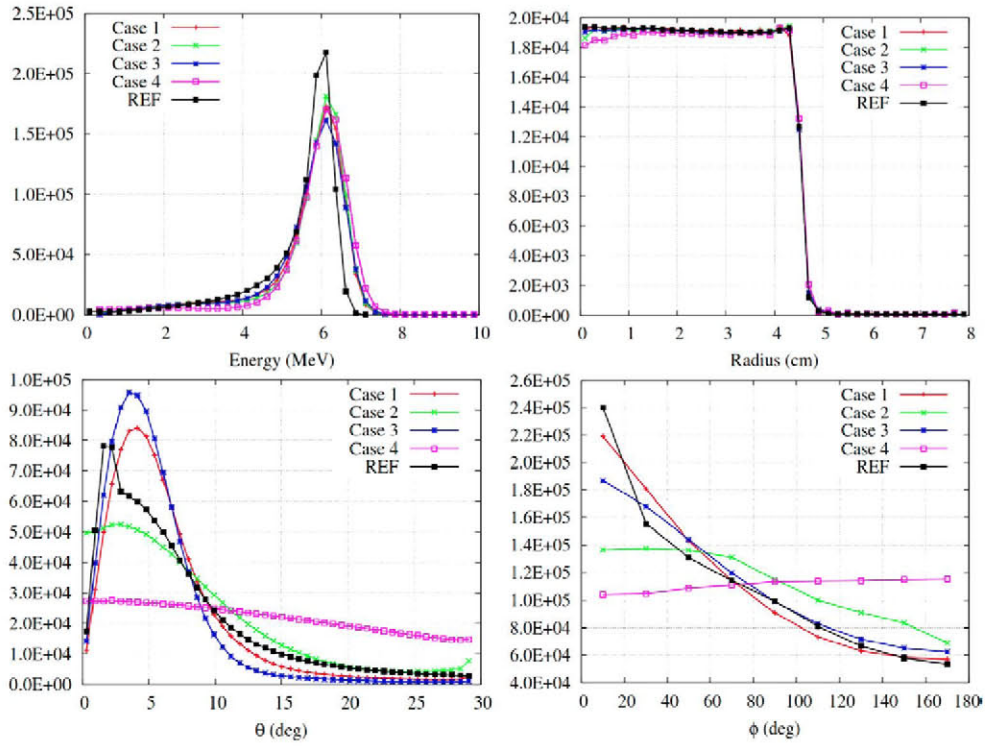 2.5E+05
2.0E+05
1.5E+05
1.0E+05
5.0E+04
0.0E+00
0 2 4 6 8 10
Energy (MeV)
Case 1
Case 2
Case 3
Case 4
REF
2.0E+04
1.8E+04
1.6E+04
1.4E+04
1.2E+04
1.0E+04
8.0E+03
6.0E+03
4.0E+03
2.0E+03
0.0E+00
0 1 2 3 4 5 6 7 8
Radius (cm)
Case 1
Case 2
Case 3
Case 4
REF
1.0E+05
9.0E+04
8.0E+04
7.0E+04
6.0E+04
5.0E+04
4.0E+04
3.0E+04
2.0E+04
1.0E+04
0.0E+00
0 5 10 15 20 25 30
θ (deg)
Case 1
Case 2
Case 3
Case 4
REF
2.6E+05
2.4E+05
2.2E+05
2.0E+05
1.8E+05
1.6E+05
1.4E+05
1.2E+05
1.0E+05
8.0E+04
6.0E+04
4.0E+04
0 20 40 60 80 100 120 140 160 180
ϕ (deg)
Case 1
Case 2
Case 3
Case 4
REF